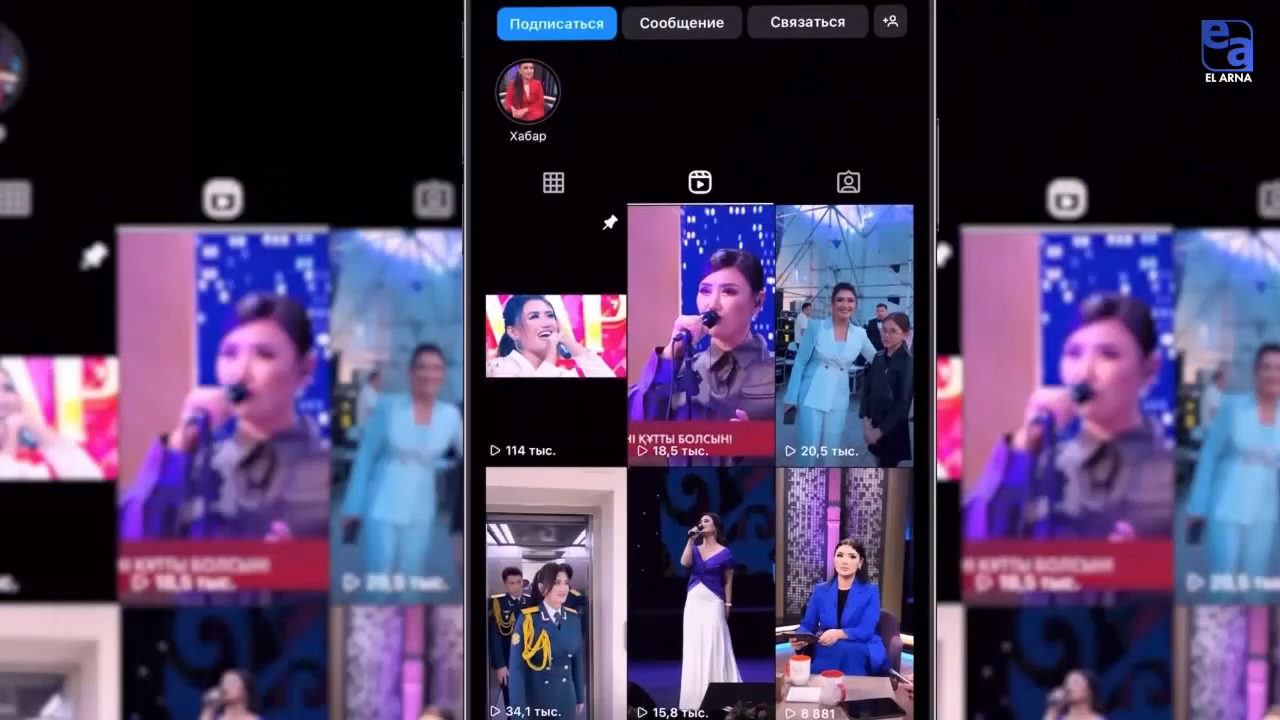 Подписаться
Сообщение
Связаться
ea
EL ARNA
Хабар
І ҚҰТТЫ БОЛСЫН!
114 тыс.
18,5 тыс.
20,5 тыс.
34,1 тыс.
15,8 тыс.
8 881